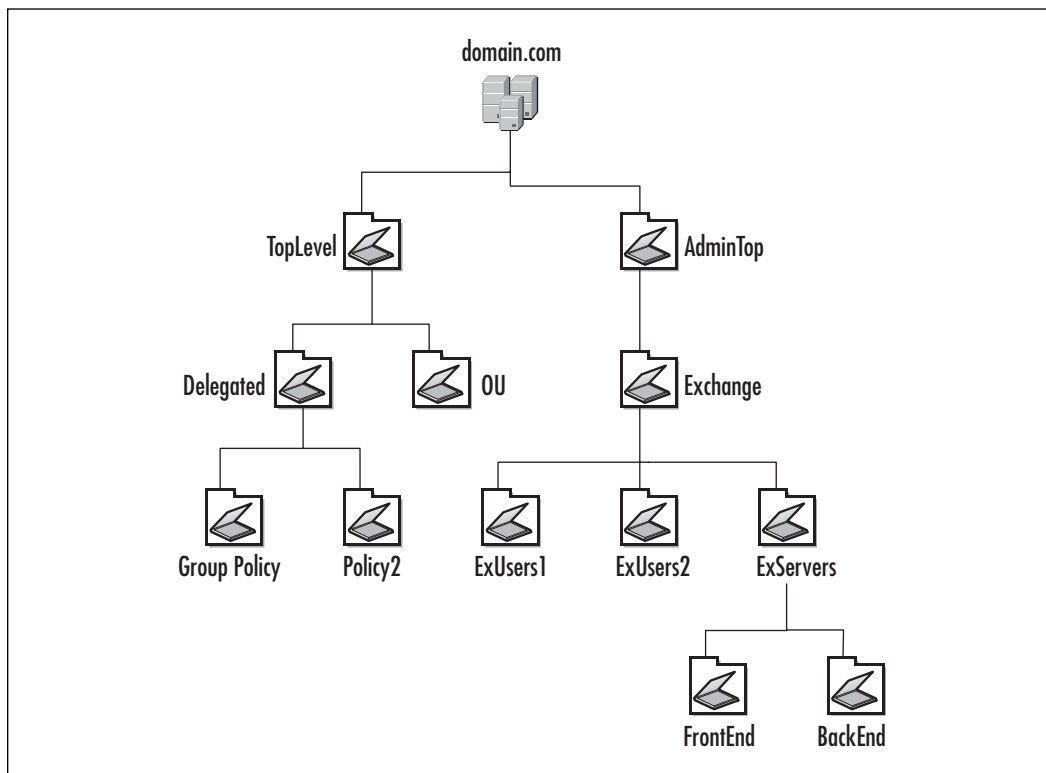 domain.com
TopLevel
AdminTop
Delegated
OU
Exchange
Group Policy
Policy2
ExUsers1
ExUsers2
ExServers
FrontEnd
BackEnd